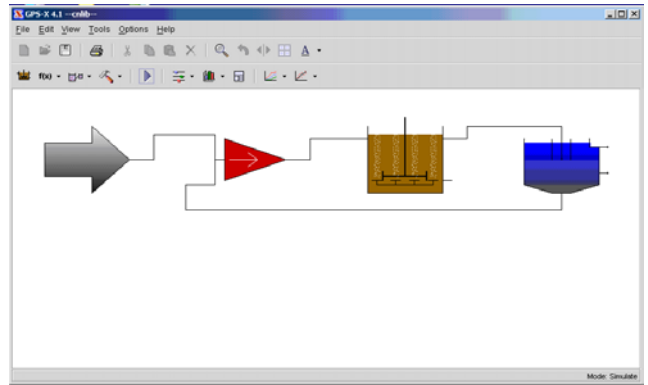 GPS-X 4.1 ---cnlib---
File Edit View Tools Options Help
A
f(x)
Mode: Simulate